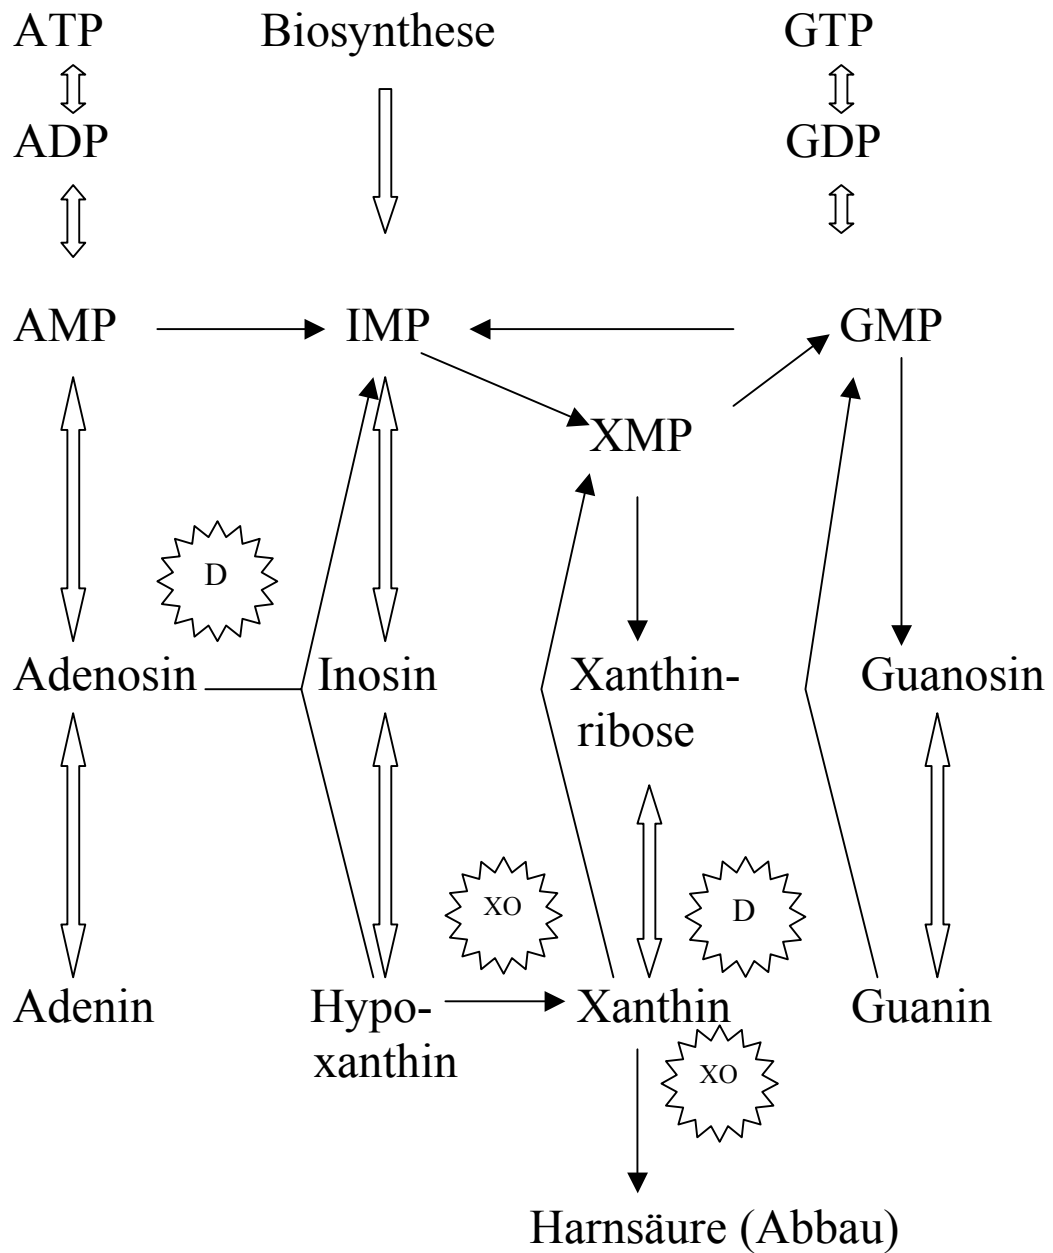 ATP Biosynthese GTP
ADP GDP
AMP IMP GMP
XMP
D
Adenosin Inosin Xanthin- Guanosin
ribose
XO D
Adenin Hypo- Xanthin Guanin
xanthin XO
Harnsäure (Abbau)